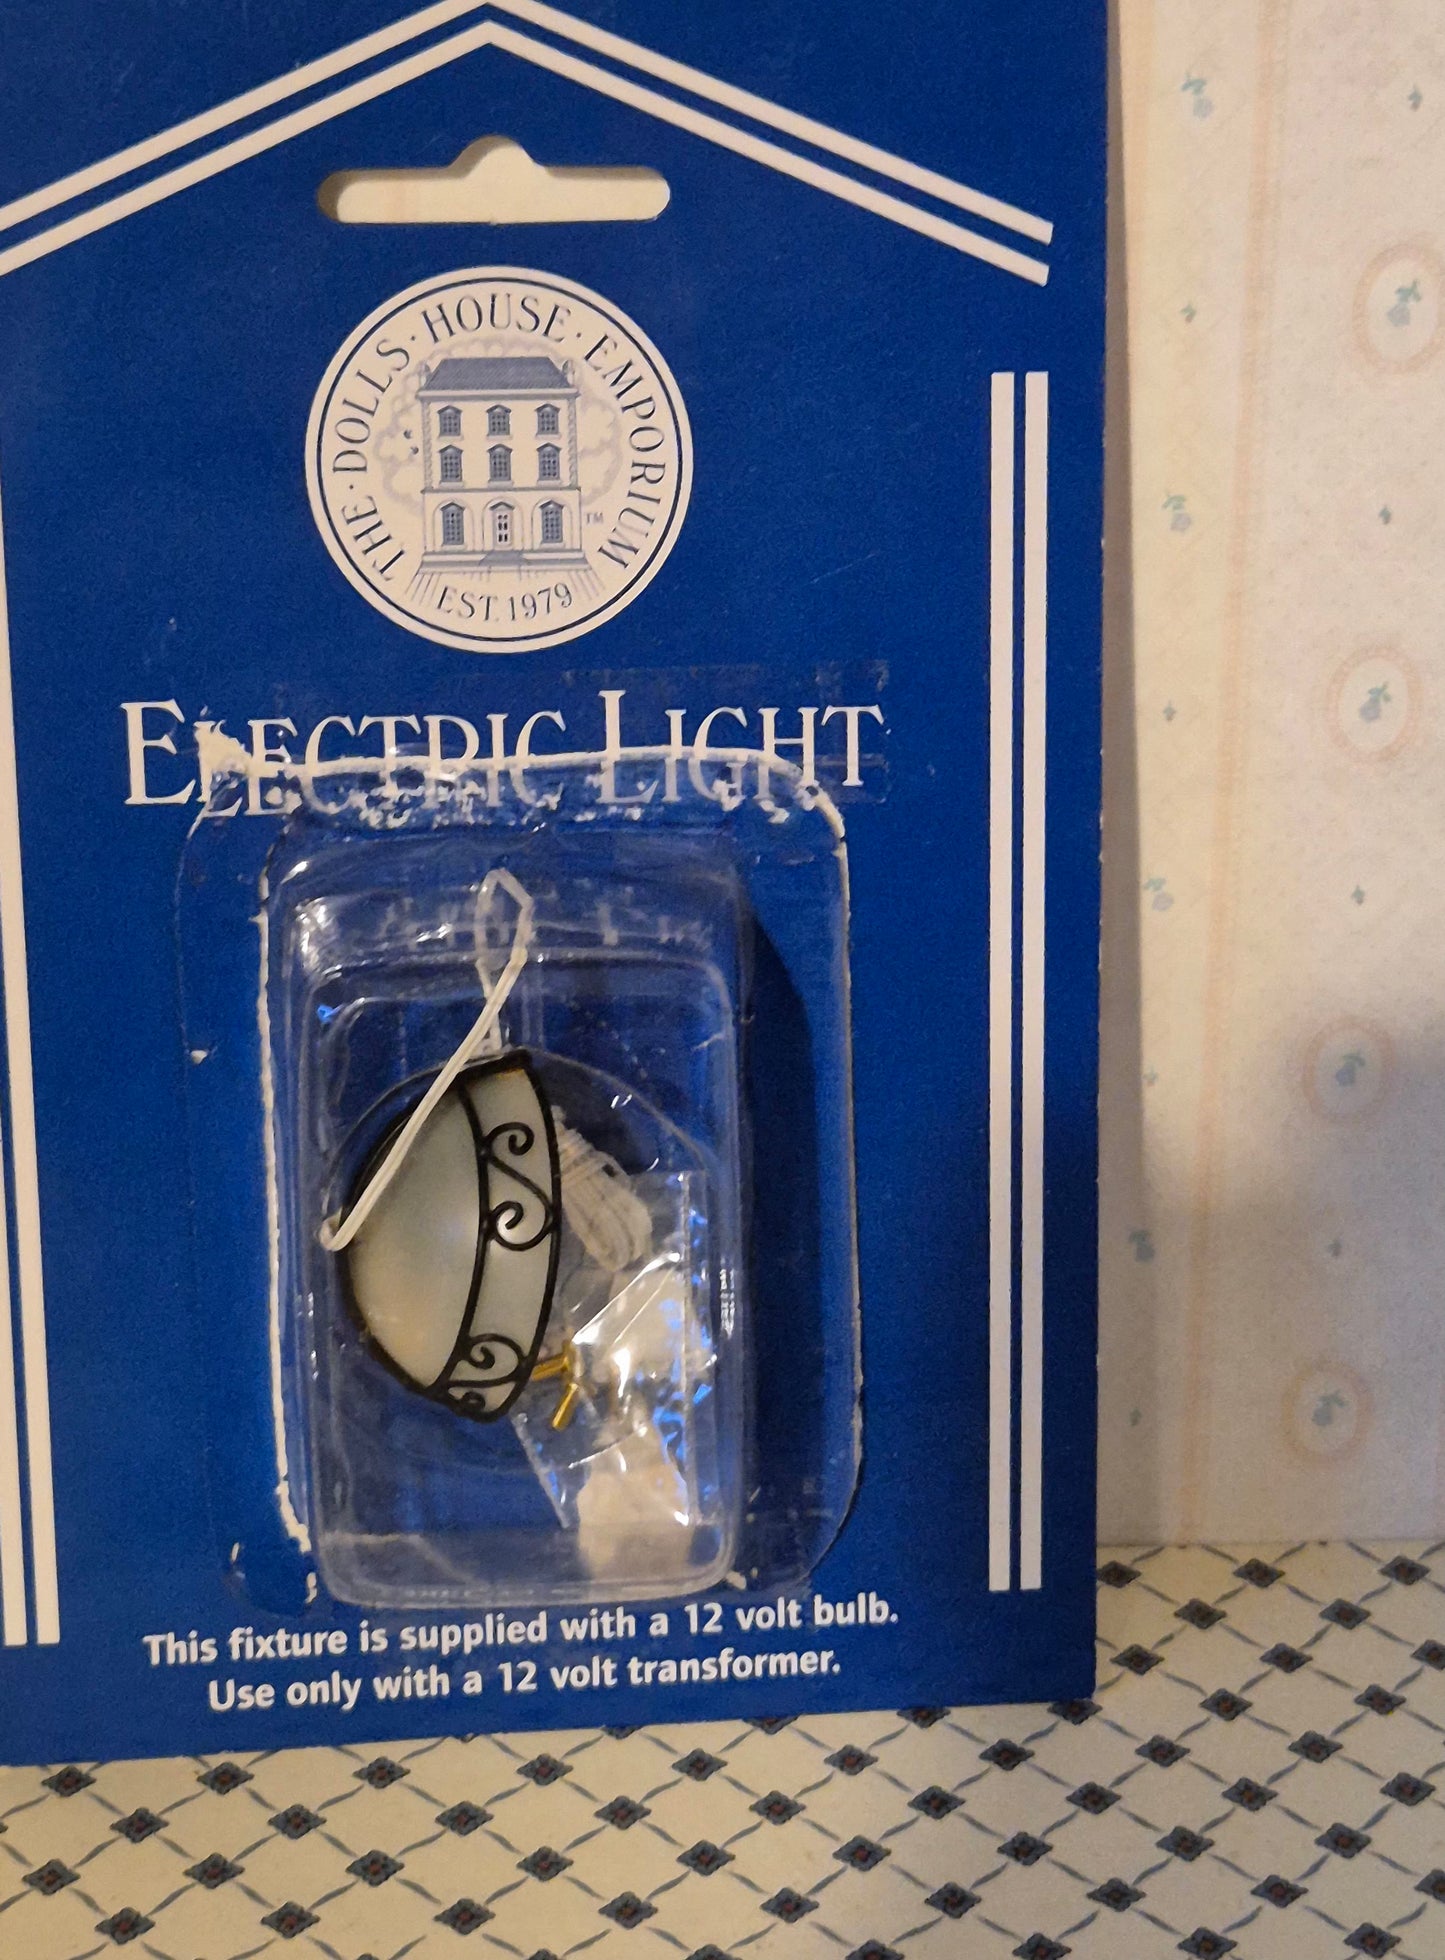 THE · DOLLS · HOUSE · EMPORIUM
TM
EST. 1979
ELECTRIC LIGHT
This fixture is supplied with a 12 volt bulb.
Use only with a 12 volt transformer.